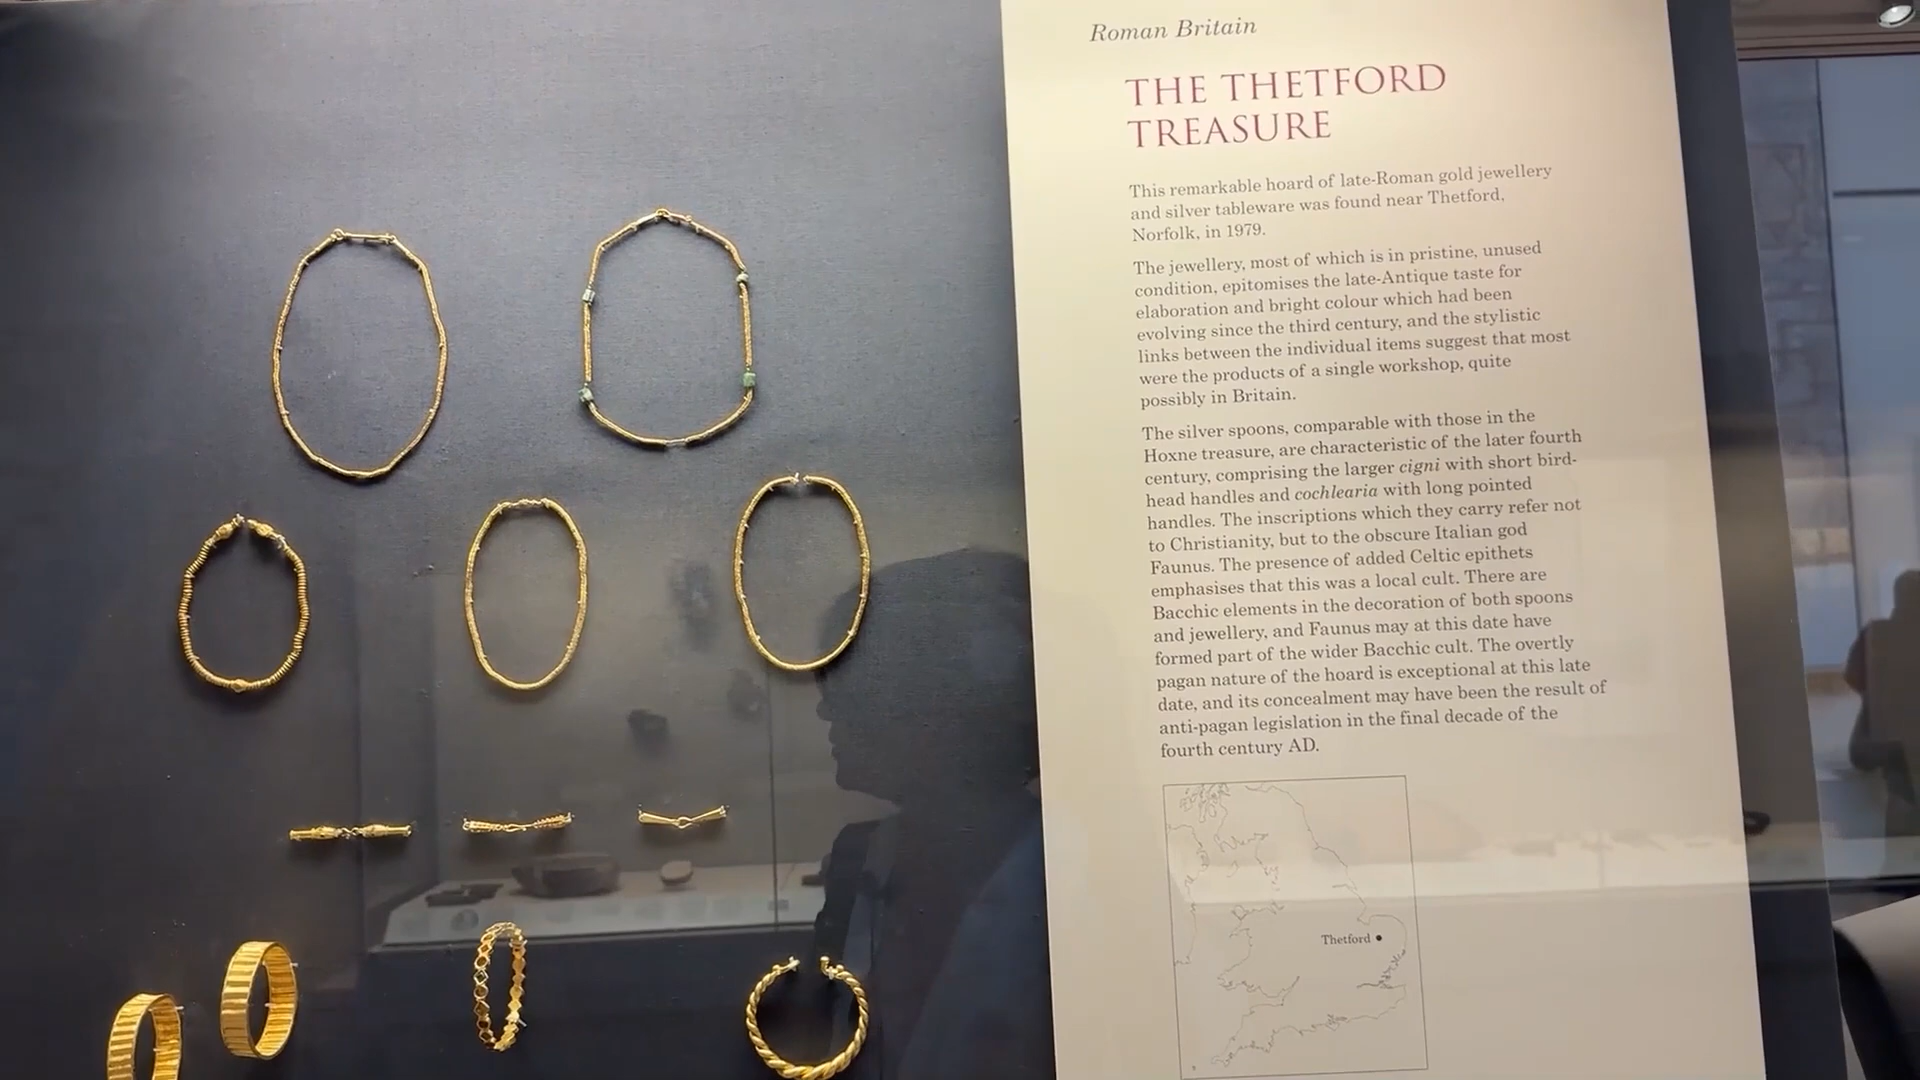 Roman Britain
THE THETFORD
TREASURE
This remarkable hoard of late-Roman gold jewellery
and silver tableware was found near Thetford,
Norfolk, in 1979.
The jewellery, most of which is in pristine, unused
condition, epitomises the late-Antique taste for
elaboration and bright colour which had been
evolving since the third century, and the stylistic
links between the individual items suggest that most
were the products of a single workshop, quite
possibly in Britain.
The silver spoons, comparable with those in the
Hoxne treasure, are characteristic of the later fourth
century, comprising the larger cigni with short bird-
head handles and cochlearia with long pointed
handles. The inscriptions which they carry refer not
to Christianity, but to the obscure Italian god
Faunus. The presence of added Celtic epithets
emphasises that this was a local cult. There are
Bacchic elements in the decoration of both spoons
and jewellery, and Faunus may at this date have
formed part of the wider Bacchic cult. The overtly
pagan nature of the hoard is exceptional at this late
date, and its concealment may have been the result of
anti-pagan legislation in the final decade of the
fourth century AD.
Thetford